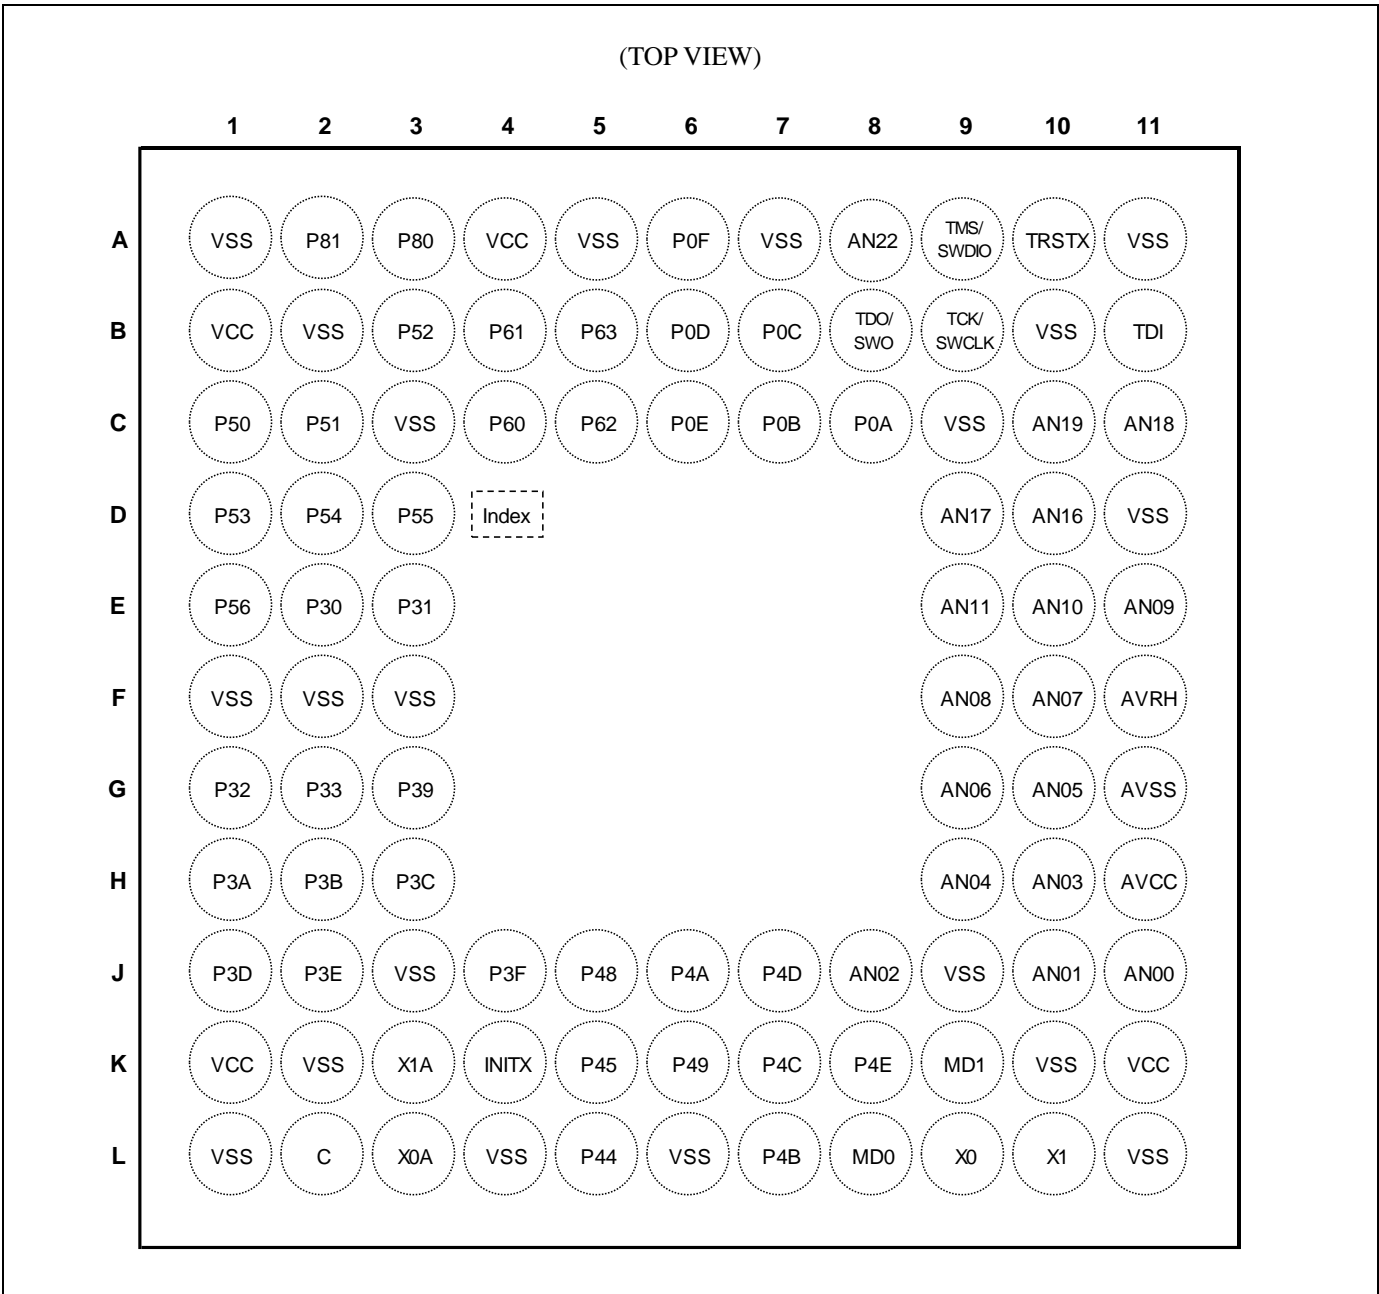 (TOP VIEW)
1 2 3 4 5 6 7 8 9 10 11
A VSS P81 P80 VCC VSS P0F VSS AN22 TMS/SWDIO TRSTX VSS
B VCC VSS P52 P61 P63 P0D P0C TDO/SWO TCK/SWCLK VSS TDI
C P50 P51 VSS P60 P62 P0E P0B P0A VSS AN19 AN18
D P53 P54 P55 Index AN17 AN16 VSS
E P56 P30 P31 AN11 AN10 AN09
F VSS VSS VSS AN08 AN07 AVRH
G P32 P33 P39 AN06 AN05 AVSS
H P3A P3B P3C AN04 AN03 AVCC
J P3D P3E VSS P3F P48 P4A P4D AN02 VSS AN01 AN00
K VCC VSS X1A INITX P45 P49 P4C P4E MD1 VSS VCC
L VSS C X0A VSS P44 VSS P4B MD0 X0 X1 VSS